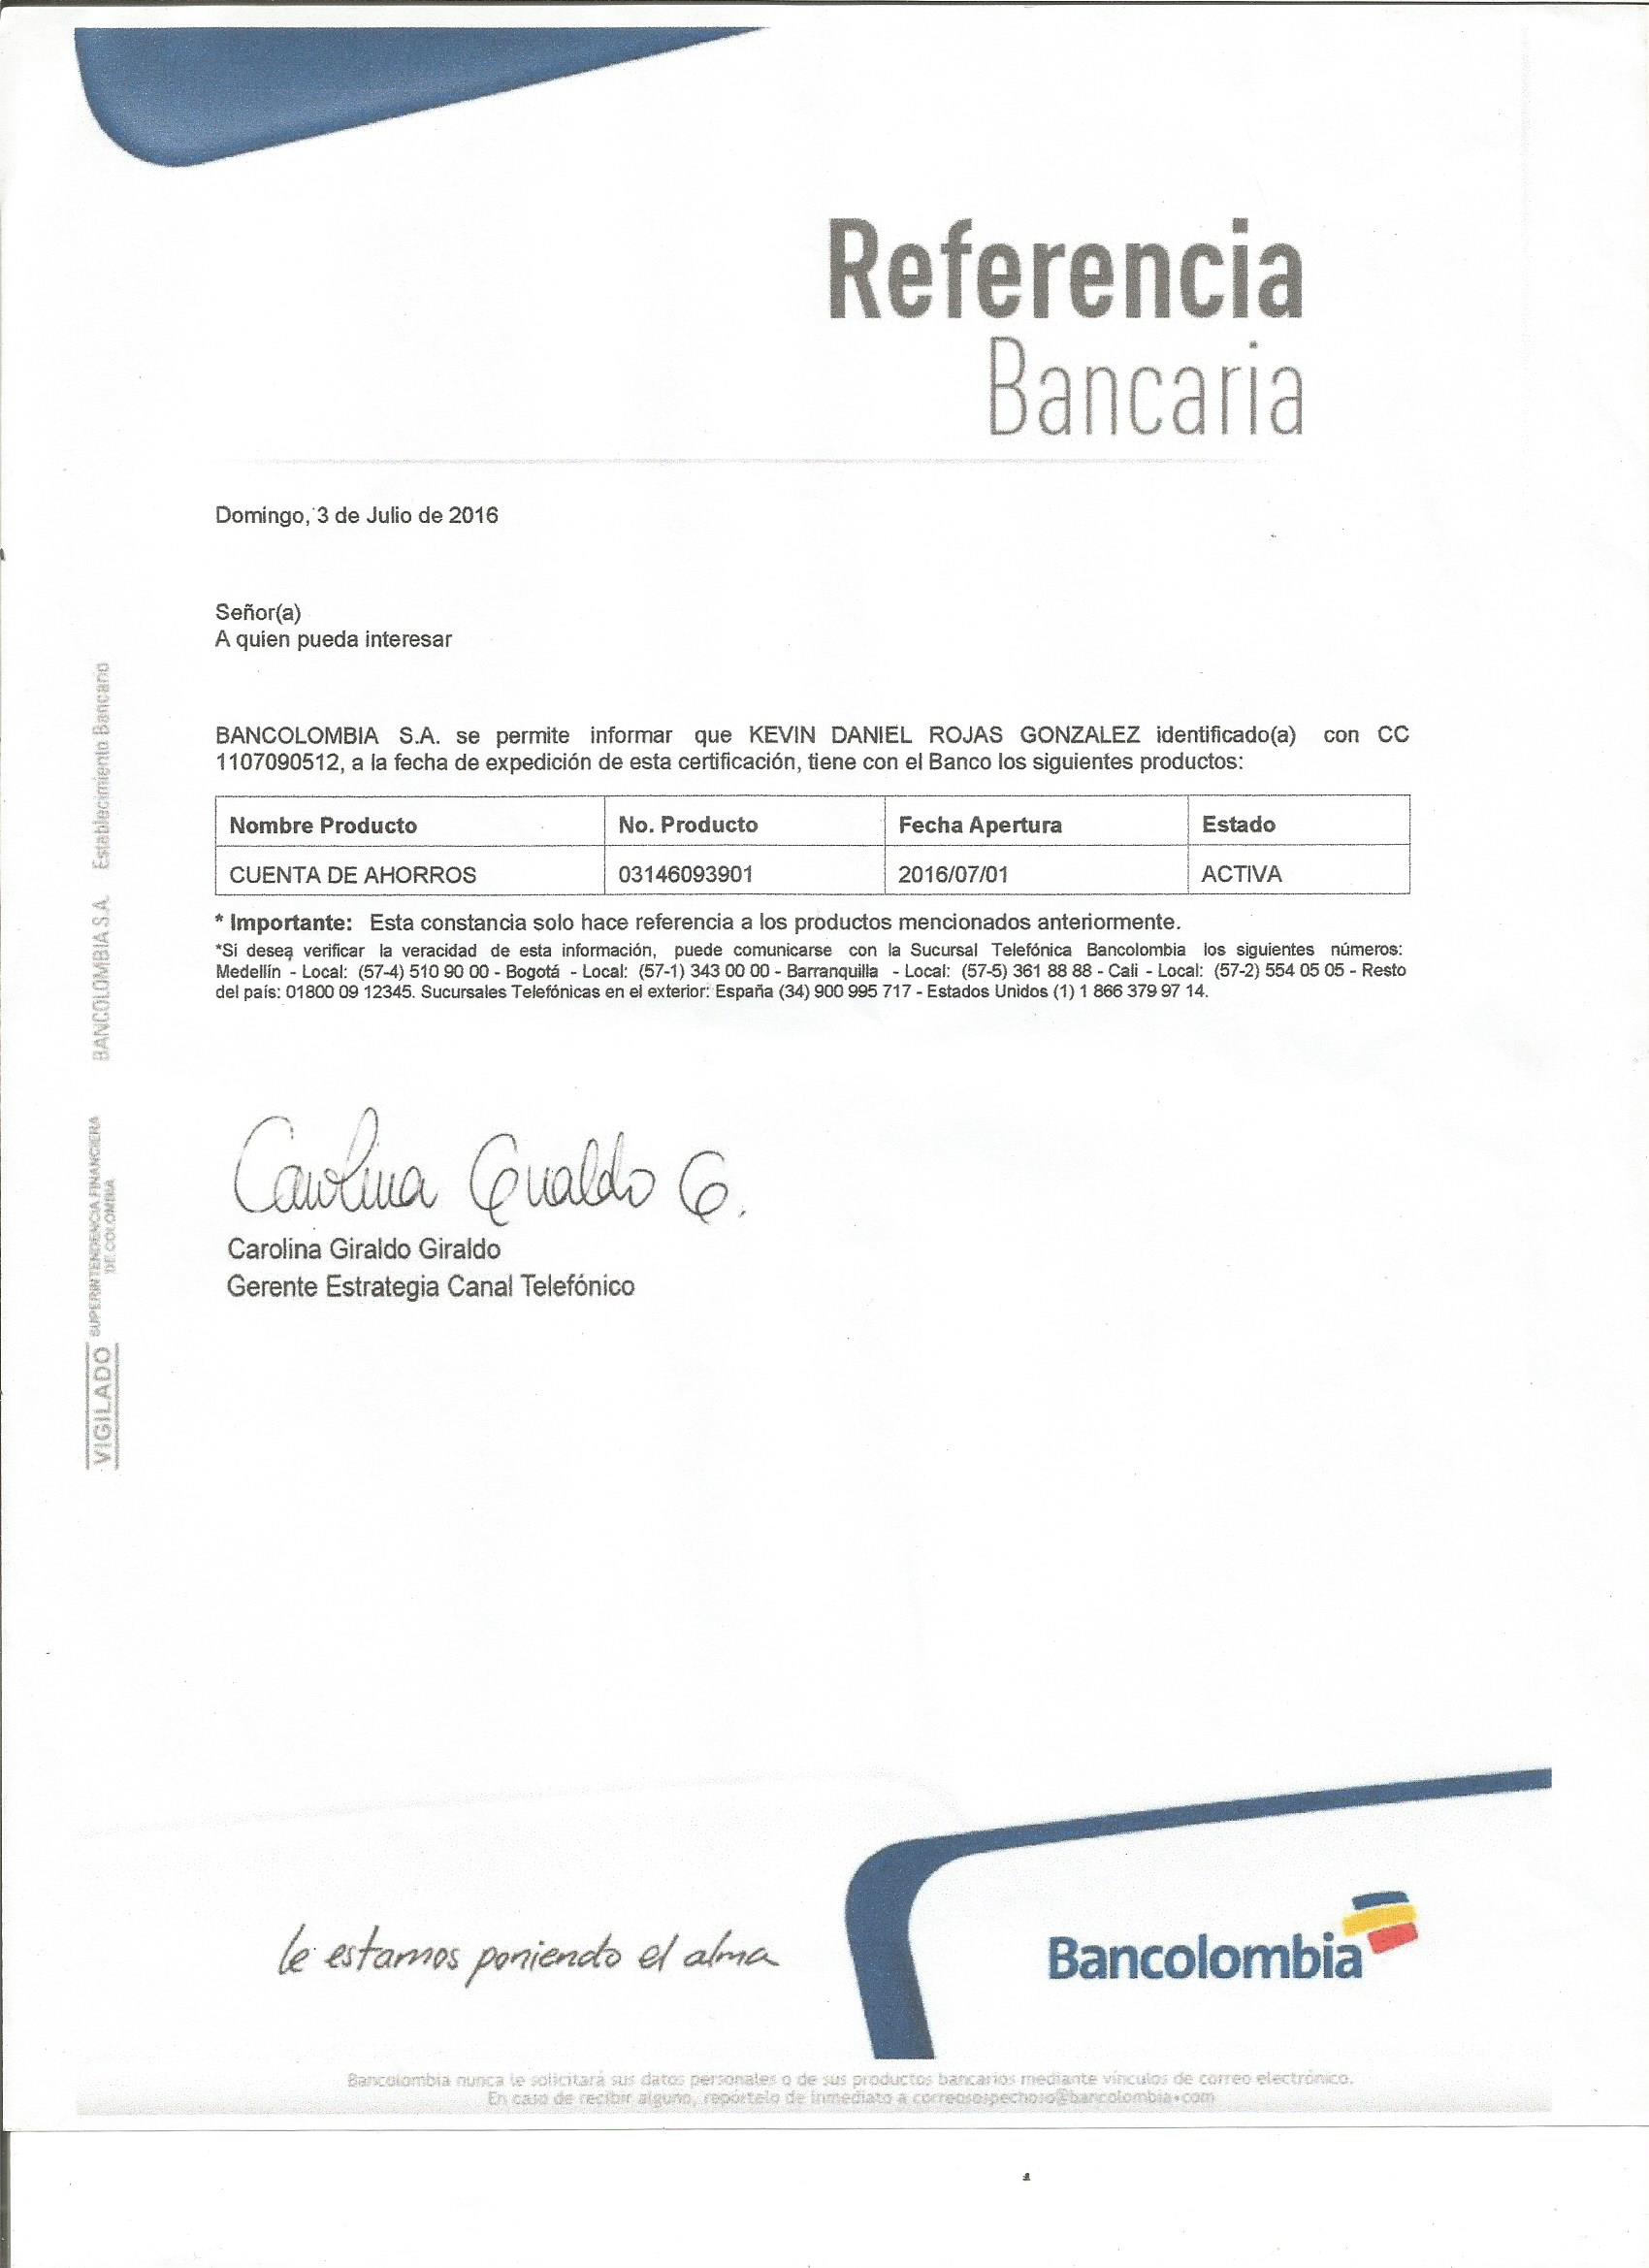 Referencia
Bancaria
Domingo, 3 de Julio de 2016
Señor(a)
A quien pueda interesar
BANCOLOMBIA S.A. se permite informar que KEVIN DANIEL ROJAS GONZALEZ identificado(a) con CC
1107090512, a la fecha de expedición de esta certificación, tiene con el Banco los siguientes productos:
Nombre Producto No. Producto Fecha Apertura Estado
CUENTA DE AHORROS 03146093901 2016/07/01 ACTIVA
* Importante: Esta constancia solo hace referencia a los productos mencionados anteriormente.
*Si desea verificar la veracidad de esta información, puede comunicarse con la Sucursal Telefónica Bancolombia los siguientes números:
Medellín - Local: (57-4) 510 90 00 - Bogotá - Local: (57-1) 343 00 00 - Barranquilla - Local: (57-5) 361 88 88 - Cali - Local: (57-2) 554 05 05 - Resto
del país: 01800 09 12345. Sucursales Telefónicas en el exterior: España (34) 900 995 717 - Estados Unidos (1) 1 866 379 97 14.
Carolina Giraldo G.
Carolina Giraldo Giraldo
Gerente Estrategia Canal Telefónico
VIGILADO SUPERINTENDENCIA FINANCIERA
DE COLOMBIA
BANCOLOMBIA S.A. Establecimiento Bancario
le estamos poniendo el alma
Bancolombia
Bancolombia nunca le solicitará sus datos personales o de sus productos bancarios mediante vínculos de correo electrónico.
En caso de recibir alguno, repórtelo de inmediato a correosospechoso@bancolombia.com